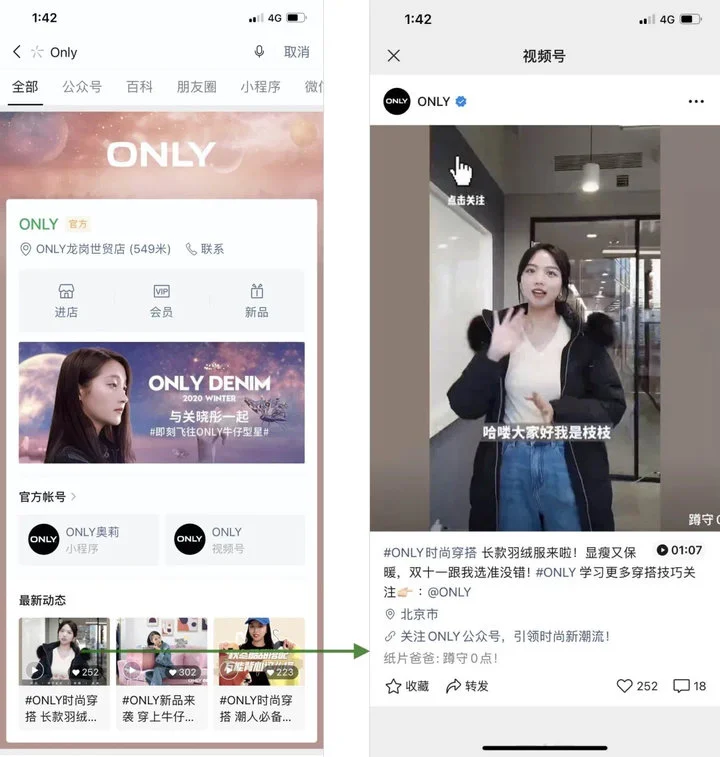 1:42
4G
Only
取消
全部
公众号
百科
朋友圈
小程序
微信
ONLY
ONLY
官方
ONLY龙岗世贸店 (549米)
联系
进店
VIP
会员
新品
ONLY DENIM
2020 WINTER
与关晓彤一起
#即刻飞往ONLY牛仔型星#
官方帐号
ONLY
ONLY奥莉
小程序
ONLY
ONLY
视频号
最新动态
252
302
223
#ONLY时尚穿
搭 长款羽绒...
#ONLY新品来
袭 穿上牛仔...
#ONLY时尚穿
搭 潮人必备...
1:42
4G
视频号
ONLY
ONLY
点击关注
哈喽大家好我是枝枝
蹲守0
#ONLY时尚穿搭 长款羽绒服来啦！显瘦又保
01:07
暖，双十一跟我选准没错! #ONLY 学习更多穿搭技巧关
注👉🏻：@ONLY
北京市
关注ONLY公众号，引领时尚新潮流！
纸片爸爸: 蹲守0点！
收藏
转发
252
18